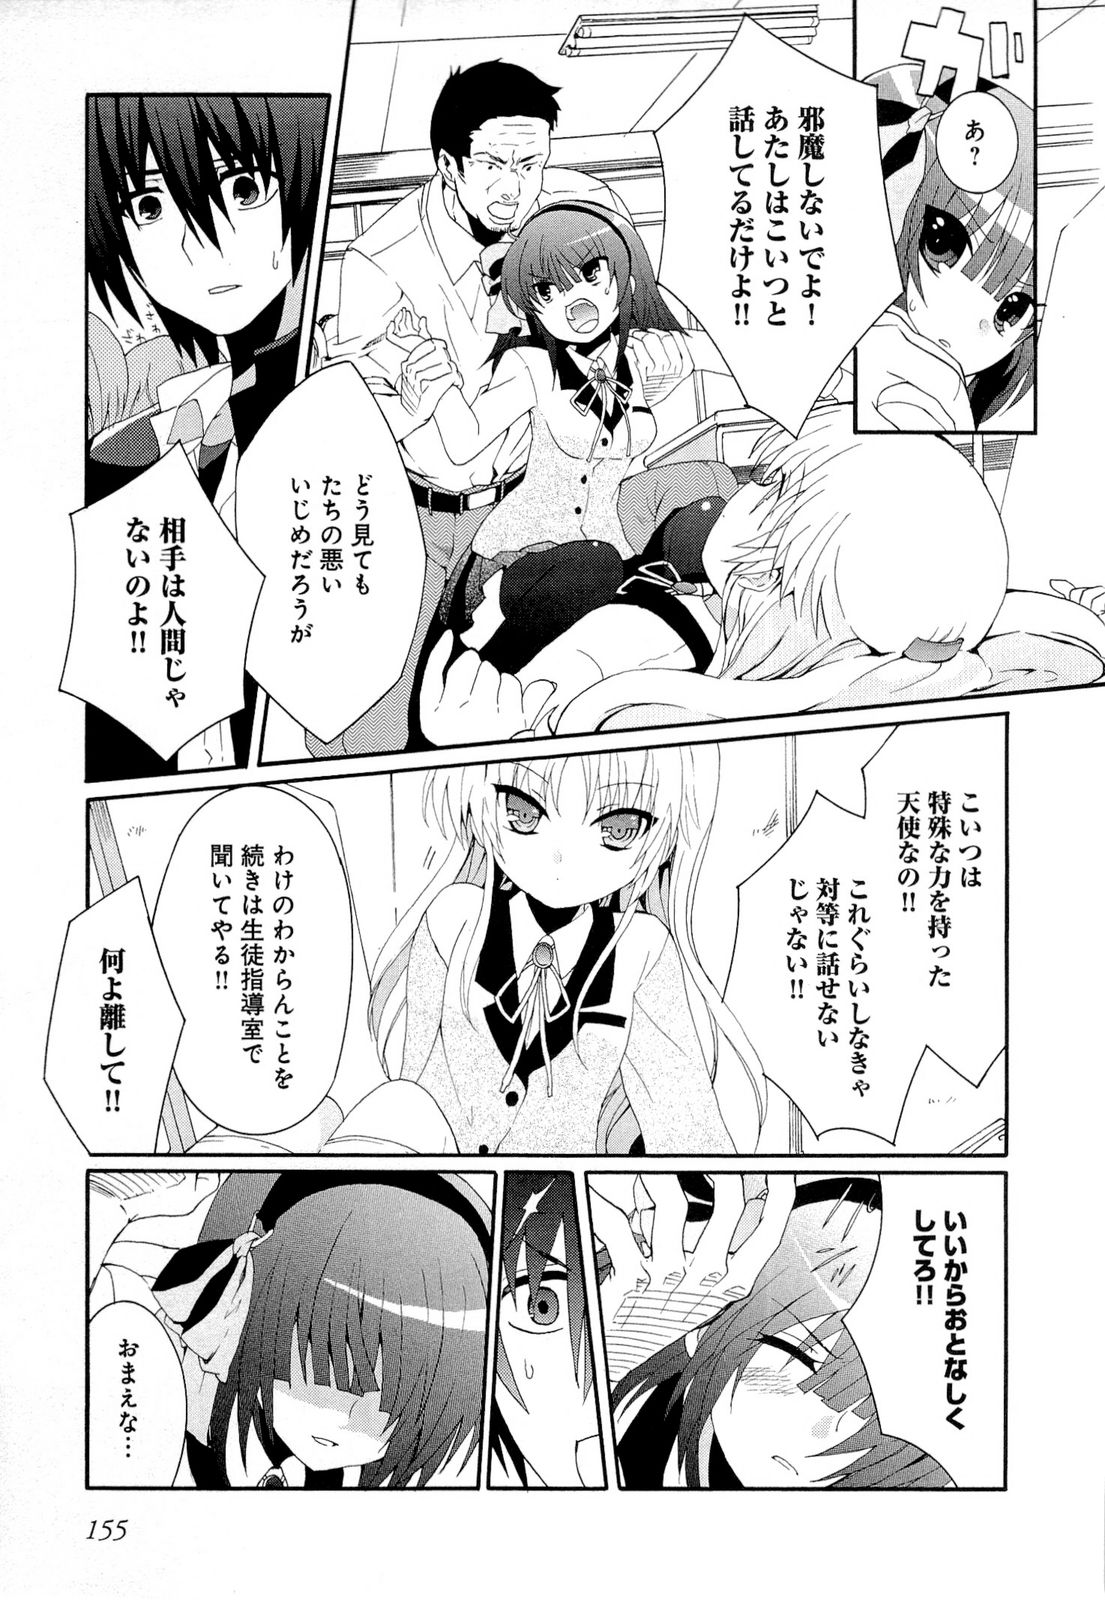 ガッ
あ?
邪魔しないでよ!
あたしはこいつと
話してるだけよ!!
どう見ても
たちの悪い
いじめだろうが
相手は人間じゃ
ないのよ!!
こいつは
特殊な力を持った
天使なの!!
これぐらいしなきゃ
対等に話せない
じゃない!!
わけのわからんことを
続きは生徒指導室で
聞いてやる!!
何よ離して!!
いいからおとなしく
してろ!!
おまえな…
155